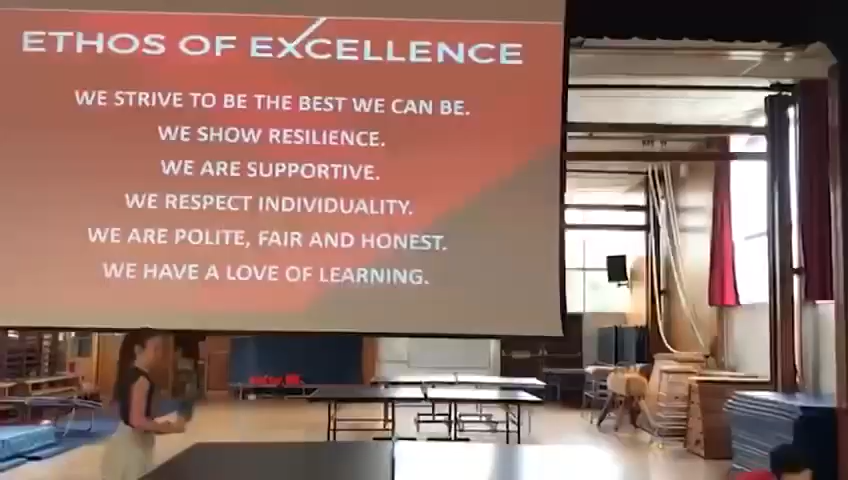 ETHOS OF EXCELLENCE
WE STRIVE TO BE THE BEST WE CAN BE.
WE SHOW RESILIENCE.
WE ARE SUPPORTIVE.
WE RESPECT INDIVIDUALITY.
WE ARE POLITE, FAIR AND HONEST.
WE HAVE A LOVE OF LEARNING.